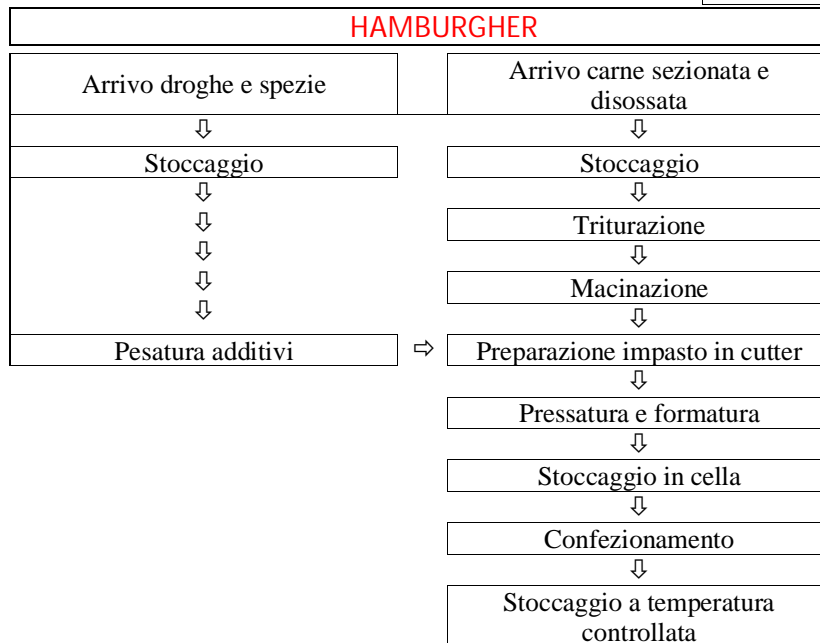 HAMBURGHER
Arrivo droghe e spezie
Arrivo carne sezionata e
disossata
⇩
⇩
Stoccaggio
Stoccaggio
⇩
⇩
⇩
Triturazione
⇩
⇩
⇩
Macinazione
⇩
⇩
Pesatura additivi
⇨
Preparazione impasto in cutter
⇩
Pressatura e formatura
⇩
Stoccaggio in cella
⇩
Confezionamento
⇩
Stoccaggio a temperatura
controllata